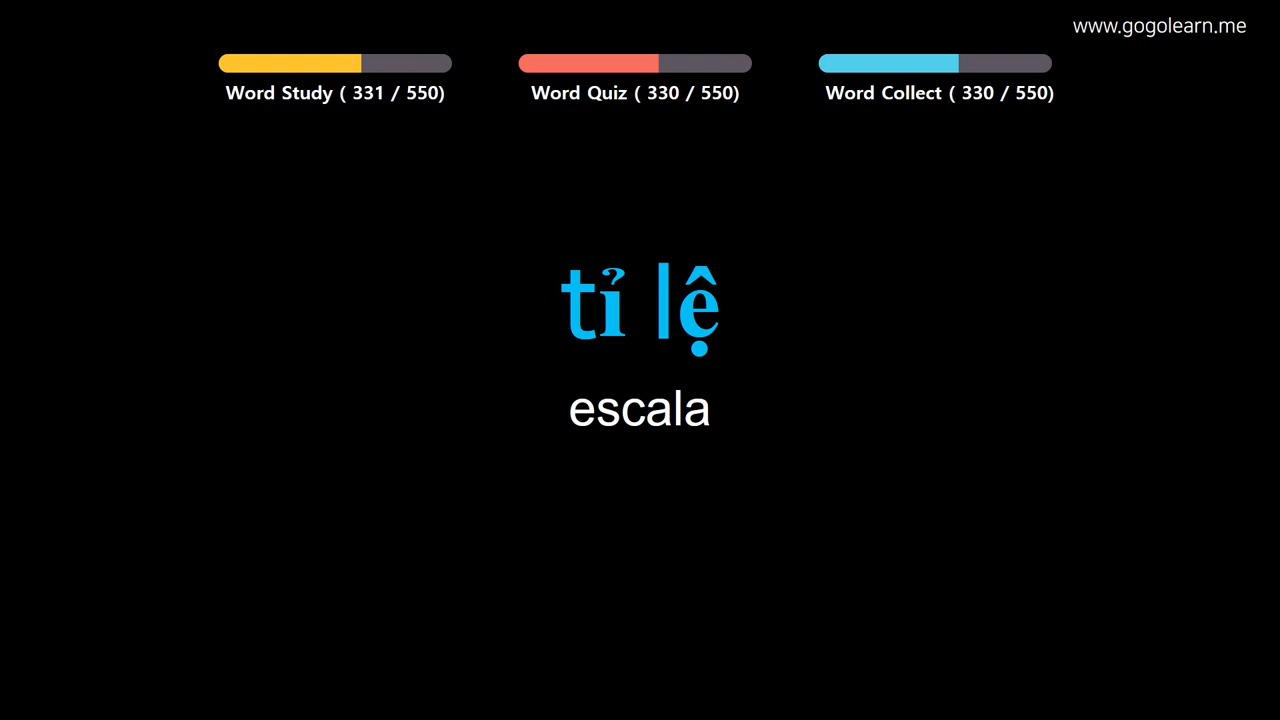 www.gogolearn.me
Word Study ( 331 / 550)
Word Quiz ( 330 / 550)
Word Collect ( 330 / 550)
tỉ lệ
escala